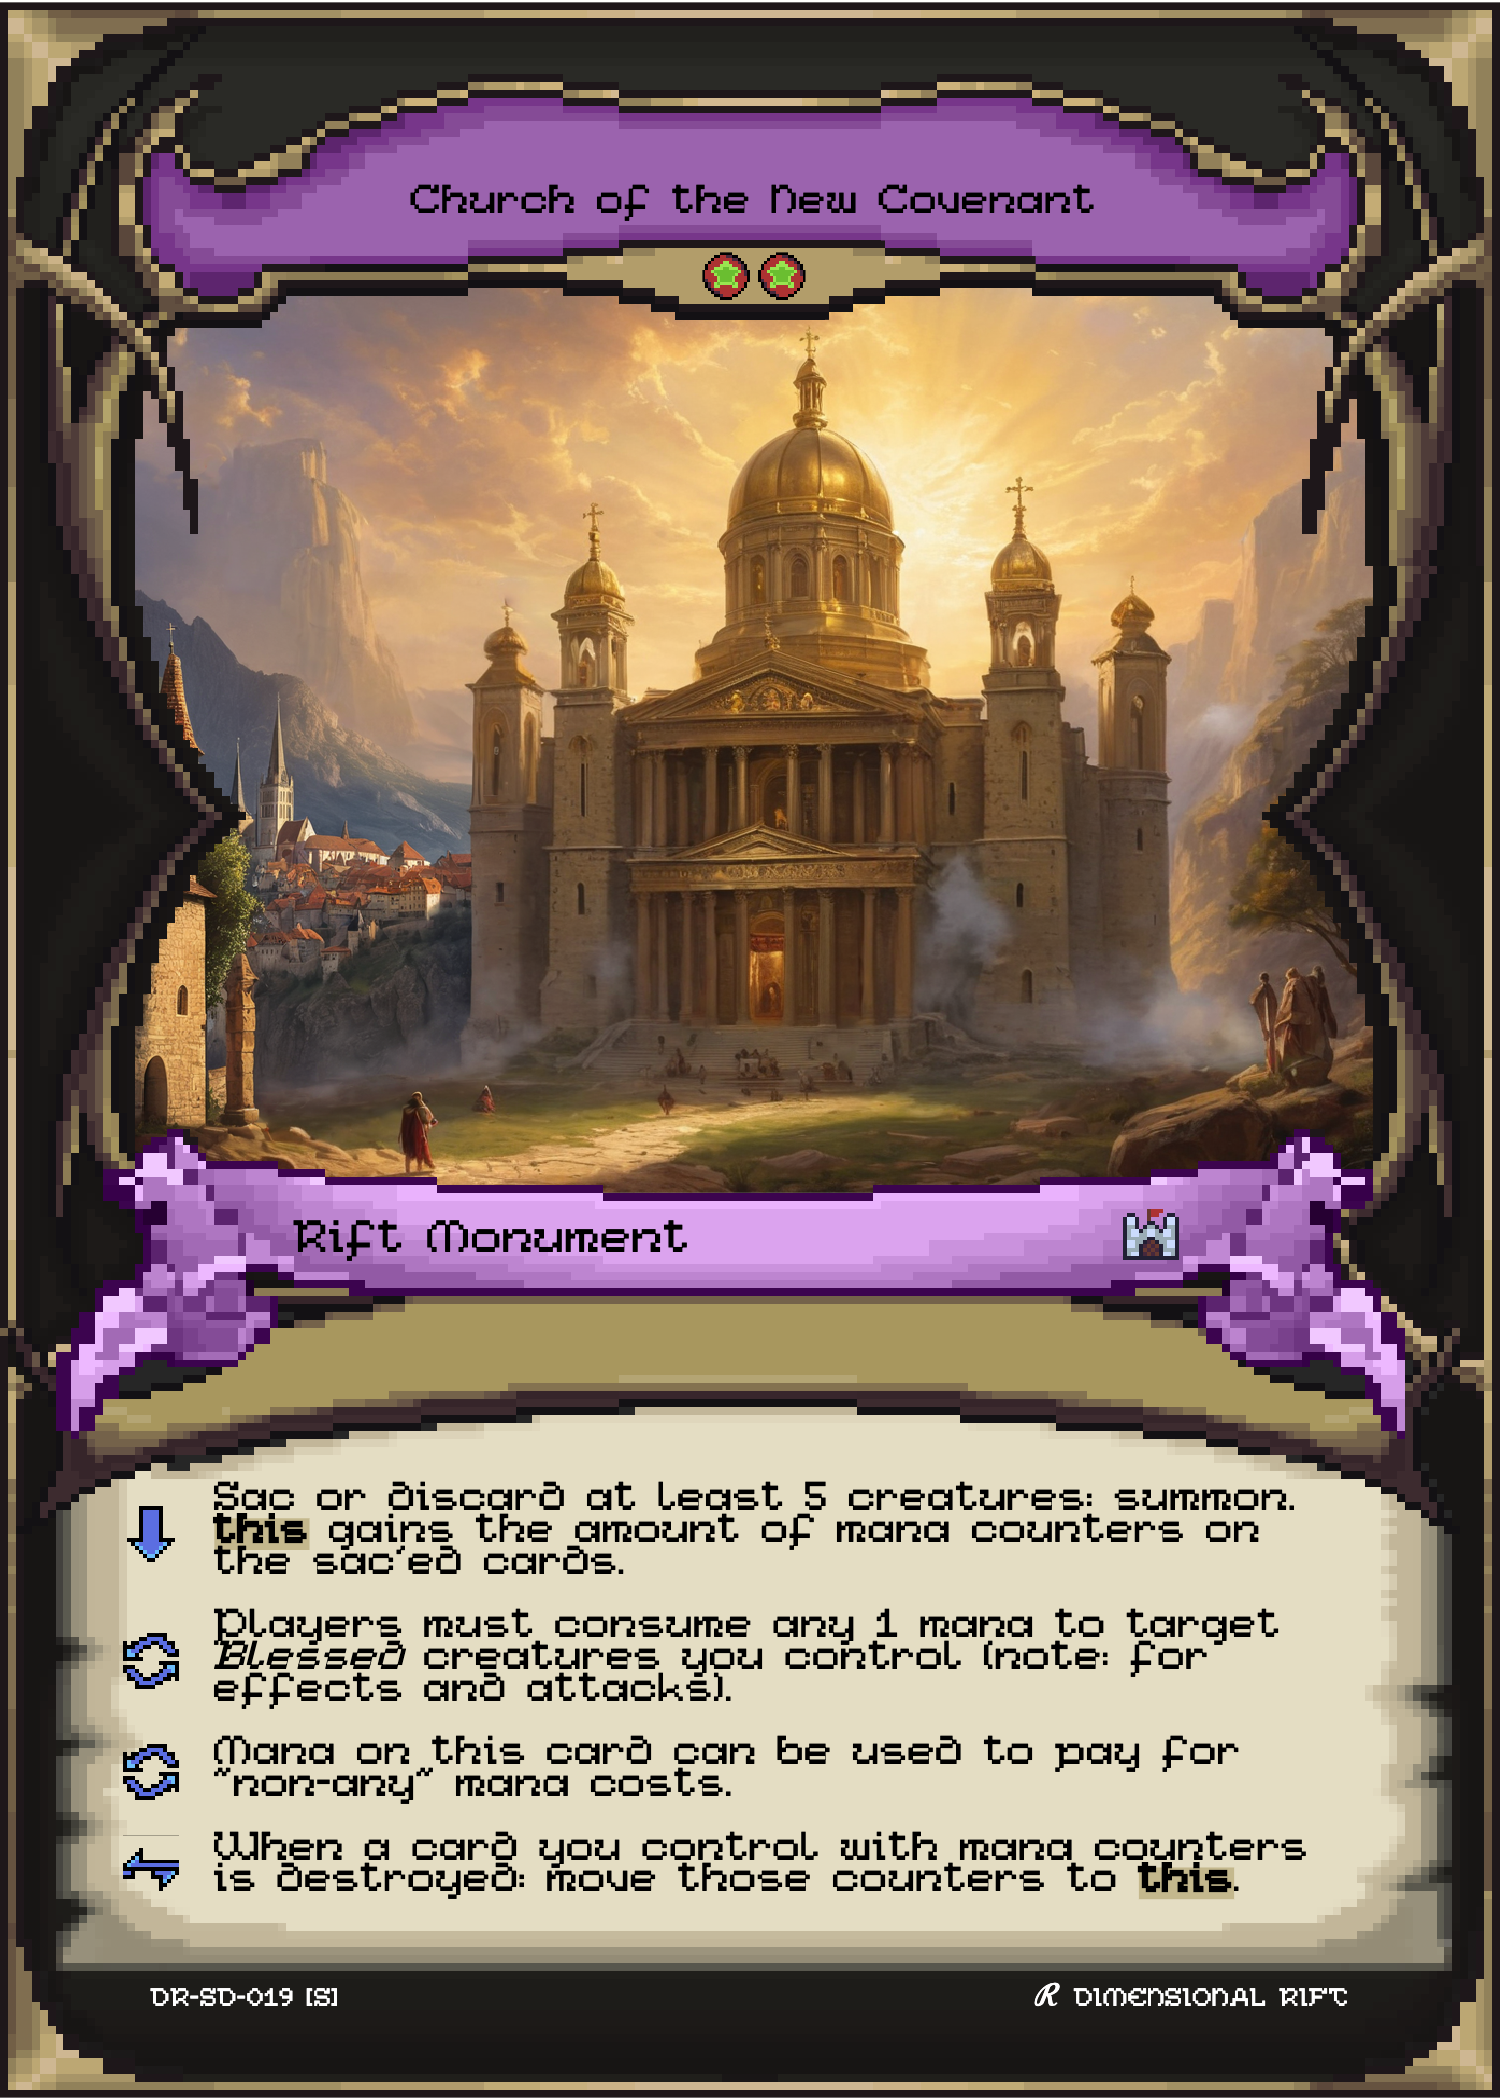 Church of the New Covenant
Rift Monument
Sac or discard at least 5 creatures: summon.
this gains the amount of mana counters on
the sac'ed cards.
Players must consume any 1 mana to target
Blessed creatures you control (note: for
effects and attacks).
Mana on this card can be used to pay for
"non-any" mana costs.
When a card you control with mana counters
is destroyed: move those counters to this.
DR-SD-019 [S]
R DIMENSIONAL RIFT